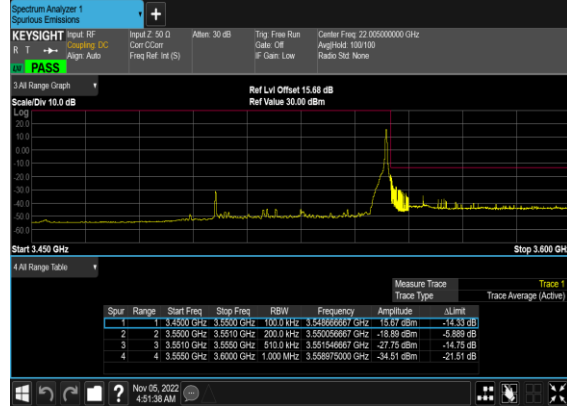 Spectrum Analyzer 1
Spurious Emissions
+
KEYSIGHT Input: RF Input Z: 50 Ω Atten: 30 dB Trig: Free Run Center Freq: 22.005000000 GHz
R T Coupling: DC Corr CCorr Gate: Off Avg|Hold: 100/100
Align: Auto Freq Ref: Int (S) IF Gain: Low Radio Std: None
PASS
3 All Range Graph
Ref Lvl Offset 15.68 dB
Scale/Div 10.0 dB Ref Value 30.00 dBm
Log
20.0
10.0
0.00
-10.0
-20.0
-30.0
-40.0
-50.0
-60.0
Start 3.450 GHz Stop 3.600 GHz
4 All Range Table
Measure Trace Trace 1
Trace Type Trace Average (Active)
Spur Range Start Freq Stop Freq RBW Frequency Amplitude ΔLimit
1 1 3.4500 GHz 3.5500 GHz 100.0 kHz 3.548666667 GHz 15.67 dBm -14.33 dB
2 2 3.5500 GHz 3.5510 GHz 200.0 kHz 3.550056667 GHz -18.89 dBm -5.889 dB
3 3 3.5510 GHz 3.5550 GHz 510.0 kHz 3.551546667 GHz -27.75 dBm -14.75 dB
4 4 3.5550 GHz 3.6000 GHz 1.000 MHz 3.558975000 GHz -34.51 dBm -21.51 dB
? Nov 05, 2022
4:51:38 AM